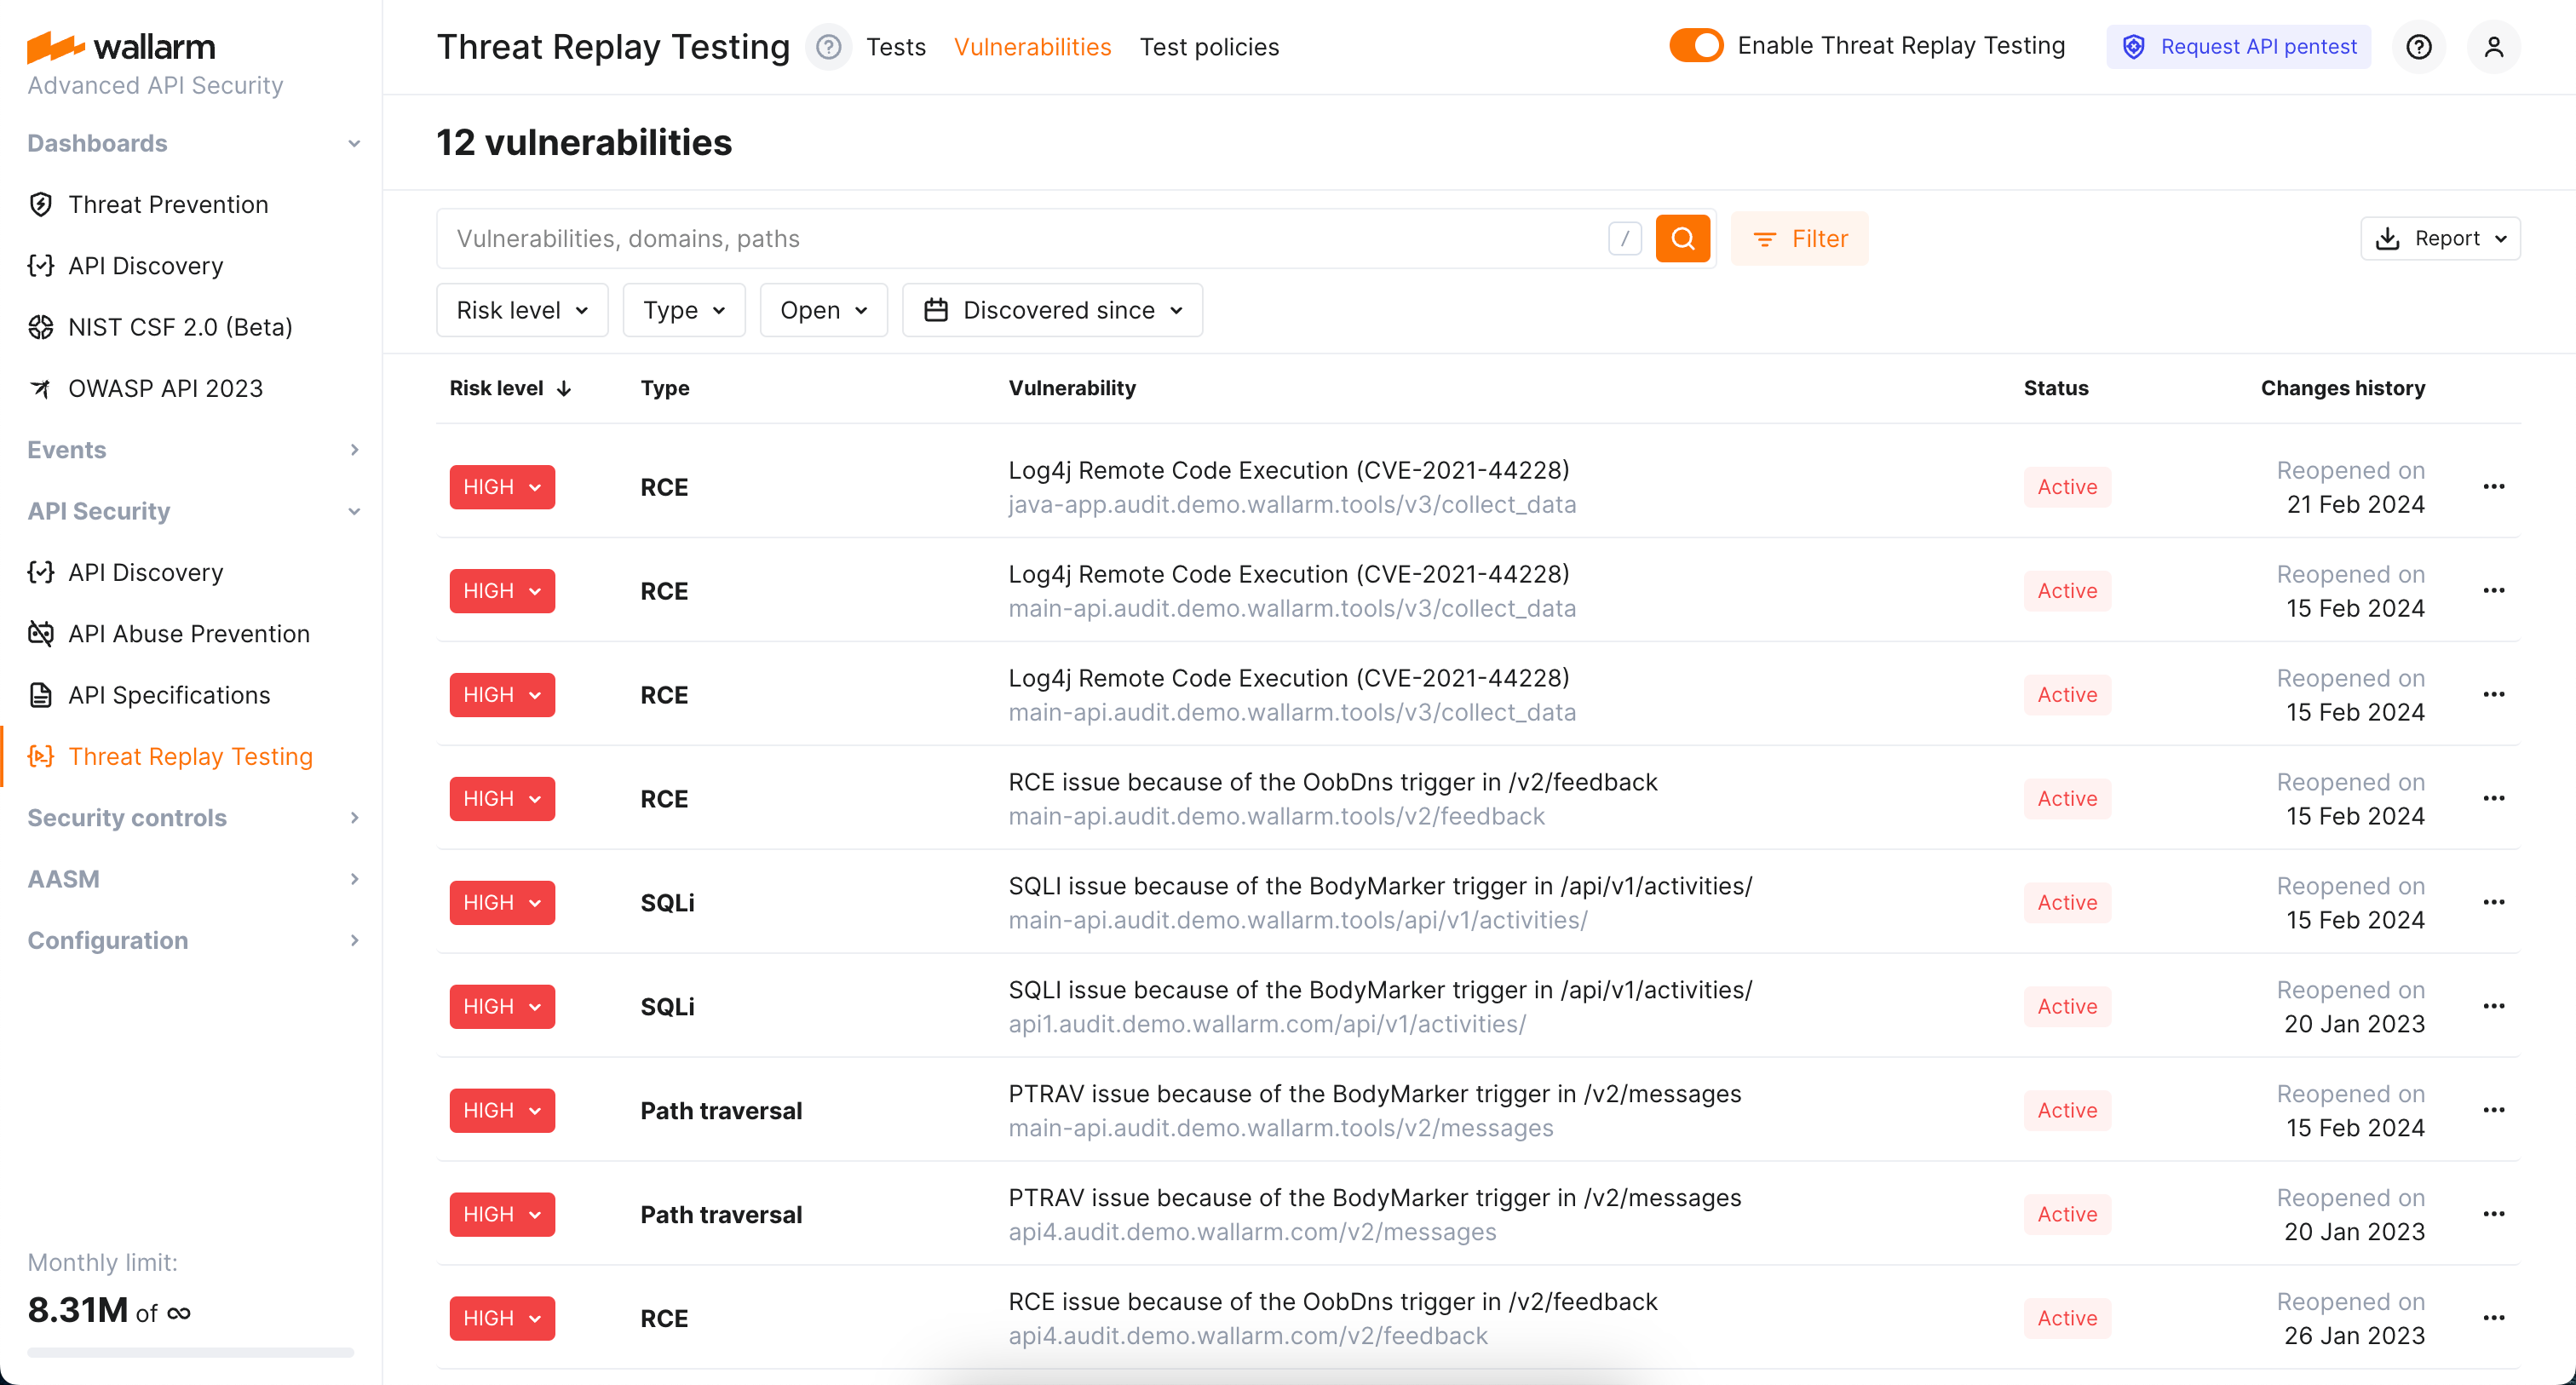 wallarm
Advanced API Security
Dashboards
Threat Prevention
API Discovery
NIST CSF 2.0 (Beta)
OWASP API 2023
Events
API Security
API Discovery
API Abuse Prevention
API Specifications
Threat Replay Testing
Security controls
AASM
Configuration
Monthly limit:
8.31M of ∞
Threat Replay Testing ? Tests Vulnerabilities Test policies Enable Threat Replay Testing Request API pentest ?
12 vulnerabilities
Vulnerabilities, domains, paths / Filter Report
Risk level Type Open Discovered since
Risk level ↓ Type Vulnerability Status Changes history
HIGH RCE Log4j Remote Code Execution (CVE-2021-44228) Active Reopened on
java-app.audit.demo.wallarm.tools/v3/collect_data 21 Feb 2024
HIGH RCE Log4j Remote Code Execution (CVE-2021-44228) Active Reopened on
main-api.audit.demo.wallarm.tools/v3/collect_data 15 Feb 2024
HIGH RCE Log4j Remote Code Execution (CVE-2021-44228) Active Reopened on
main-api.audit.demo.wallarm.tools/v3/collect_data 15 Feb 2024
HIGH RCE RCE issue because of the OobDns trigger in /v2/feedback Active Reopened on
main-api.audit.demo.wallarm.tools/v2/feedback 15 Feb 2024
HIGH SQLi SQLI issue because of the BodyMarker trigger in /api/v1/activities/ Active Reopened on
main-api.audit.demo.wallarm.tools/api/v1/activities/ 15 Feb 2024
HIGH SQLi SQLI issue because of the BodyMarker trigger in /api/v1/activities/ Active Reopened on
api1.audit.demo.wallarm.com/api/v1/activities/ 20 Jan 2023
HIGH Path traversal PTRAV issue because of the BodyMarker trigger in /v2/messages Active Reopened on
main-api.audit.demo.wallarm.tools/v2/messages 15 Feb 2024
HIGH Path traversal PTRAV issue because of the BodyMarker trigger in /v2/messages Active Reopened on
api4.audit.demo.wallarm.com/v2/messages 20 Jan 2023
HIGH RCE RCE issue because of the OobDns trigger in /v2/feedback Active Reopened on
api4.audit.demo.wallarm.com/v2/feedback 26 Jan 2023